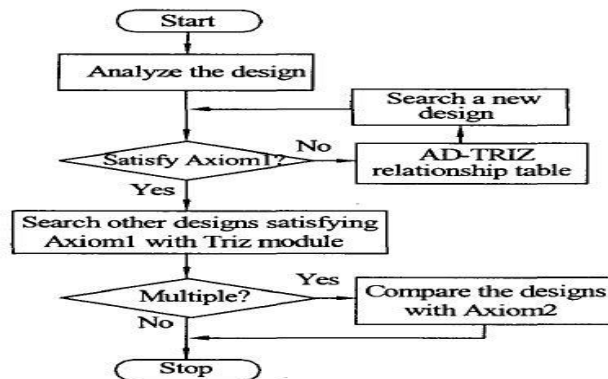 Start
Analyze the design
Search a new
design
Satisfy Axiom1?
No
AD-TRIZ
relationship table
Yes
Search other designs satisfying
Axiom1 with Triz module
Multiple?
Yes
Compare the designs
with Axiom2
No
Stop